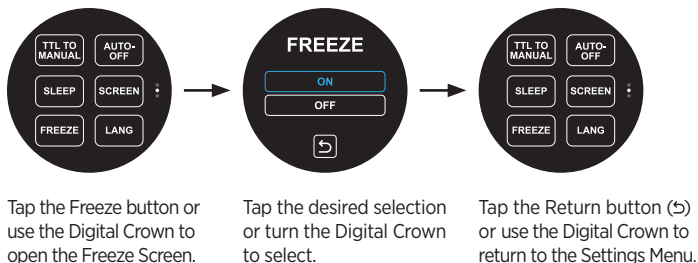 TTL TO
MANUAL
AUTO-
OFF
SLEEP
SCREEN
FREEZE
LANG
FREEZE
ON
OFF
TTL TO
MANUAL
AUTO-
OFF
SLEEP
SCREEN
FREEZE
LANG
Tap the Freeze button or
use the Digital Crown to
open the Freeze Screen.
Tap the desired selection
or turn the Digital Crown
to select.
Tap the Return button (⮌)
or use the Digital Crown to
return to the Settings Menu.